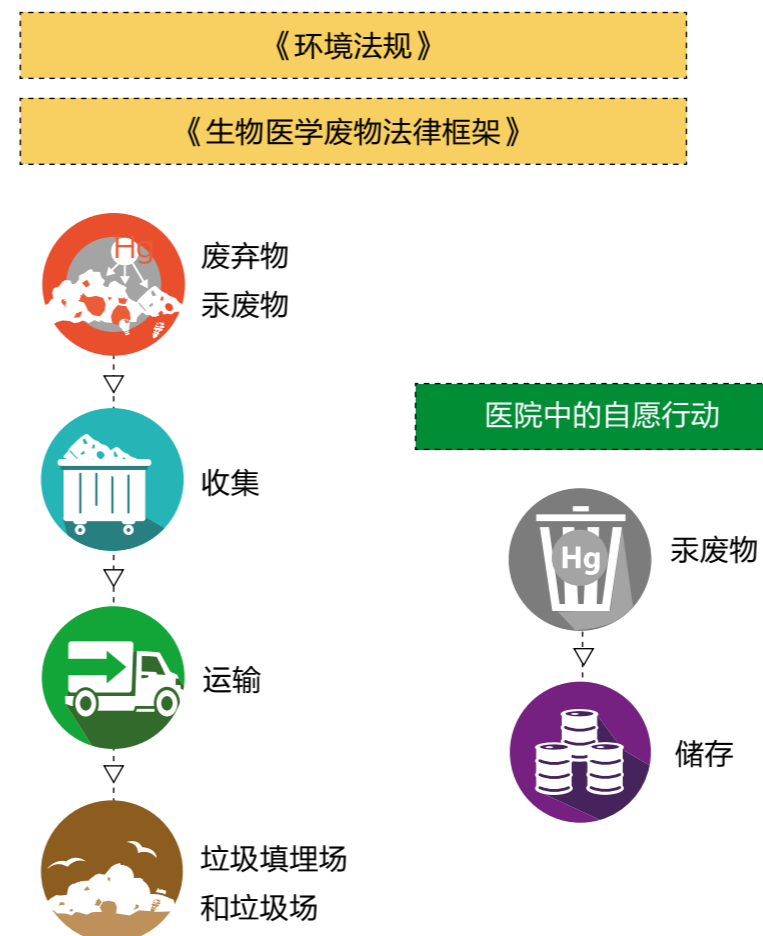 《环境法规》
《生物医学废物法律框架》
Hg
废弃物
汞废物
收集
运输
垃圾填埋场
和垃圾场
医院中的自愿行动
Hg
汞废物
储存